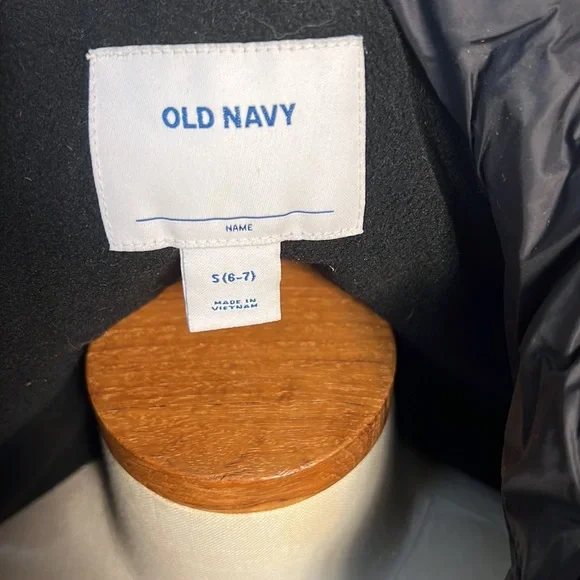 OLD NAVY
NAME
S(6-7)
MADE IN
VIETNAM